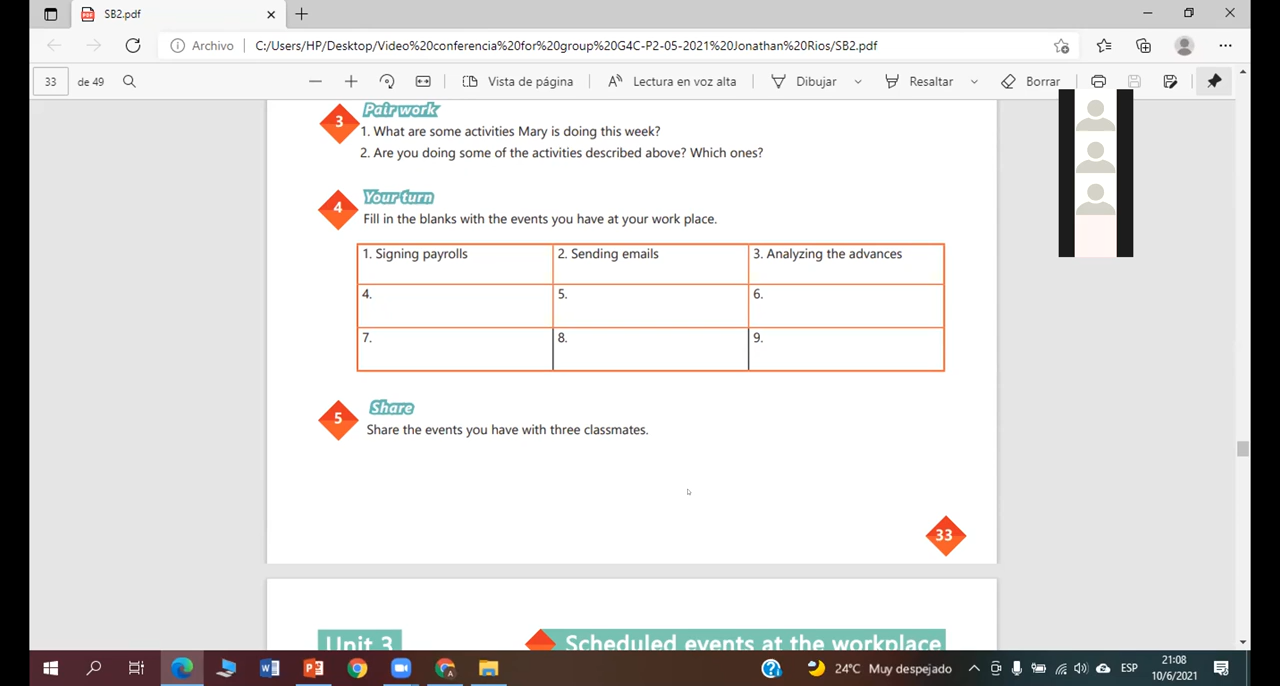 SB2.pdf
Archivo
C:/Users/HP/Desktop/Video%20conferencia%20for%20group%20G4C-P2-05-2021%20Jonathan%20Rios/SB2.pdf
33 de 49
Vista de página
Lectura en voz alta
Dibujar
Resaltar
Borrar
3 Pair work
1. What are some activities Mary is doing this week?
2. Are you doing some of the activities described above? Which ones?
4 Your turn
Fill in the blanks with the events you have at your work place.
1. Signing payrolls 2. Sending emails 3. Analyzing the advances
4. 5. 6.
7. 8. 9.
5 Share
Share the events you have with three classmates.
33
Unit 3 Scheduled events at the workplace
24°C Muy despejado
ESP
21:08
10/6/2021